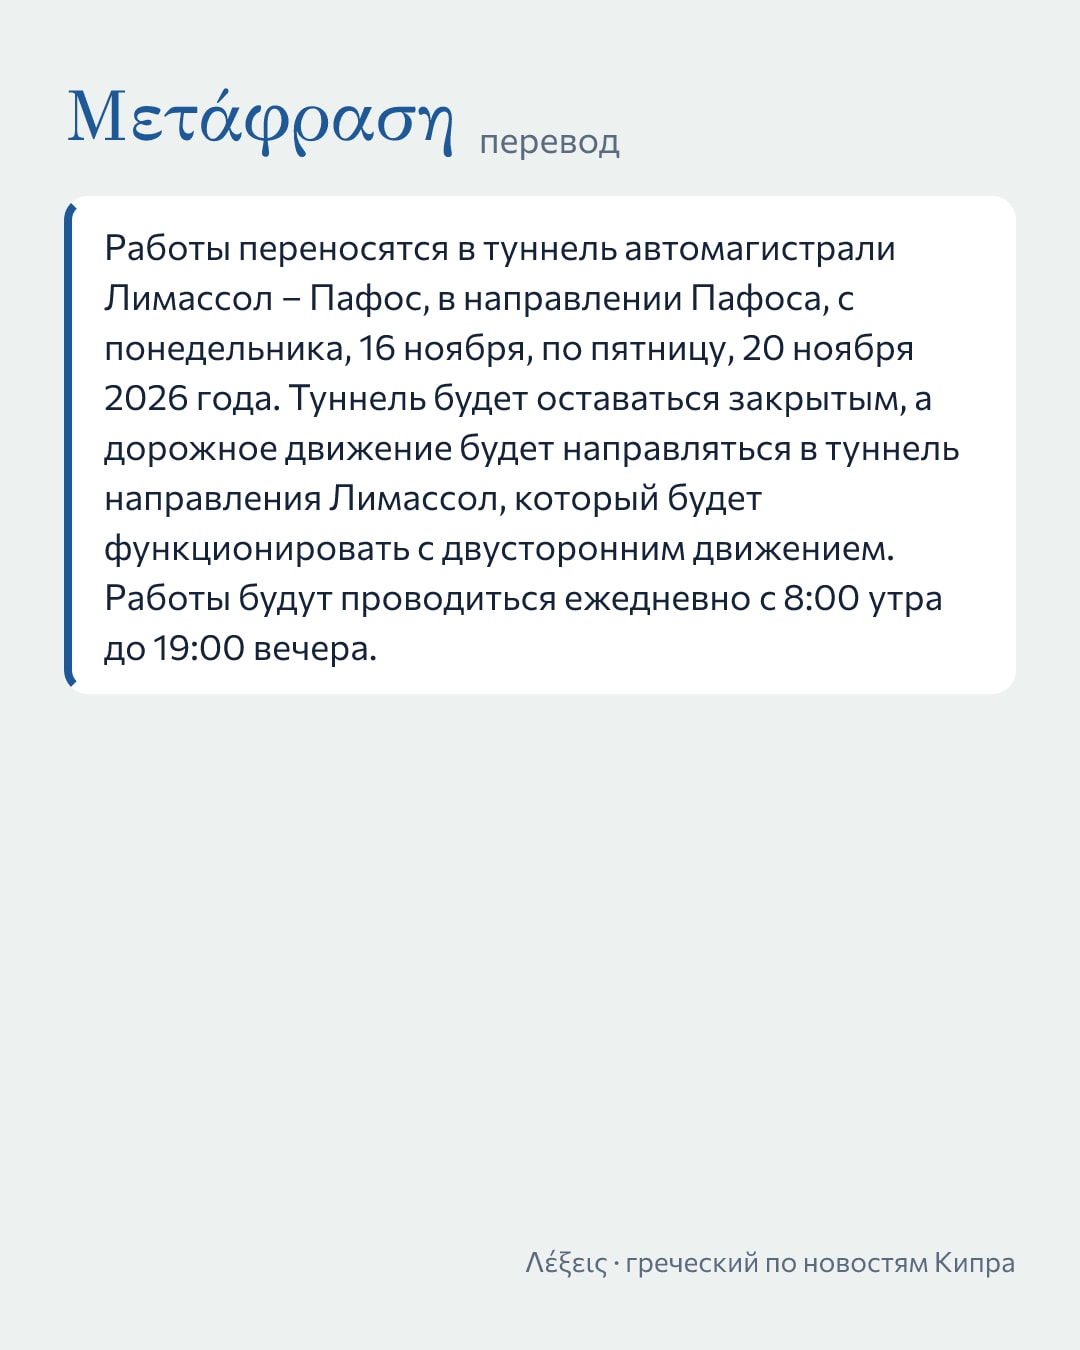 Μετάφραση перевод
Работы переносятся в туннель автомагистрали
Лимассол – Пафос, в направлении Пафоса, с
понедельника, 16 ноября, по пятницу, 20 ноября
2026 года. Туннель будет оставаться закрытым, а
дорожное движение будет направляться в туннель
направления Лимассол, который будет
функционировать с двусторонним движением.
Работы будут проводиться ежедневно с 8:00 утра
до 19:00 вечера.
Λέξεις · греческий по новостям Кипра